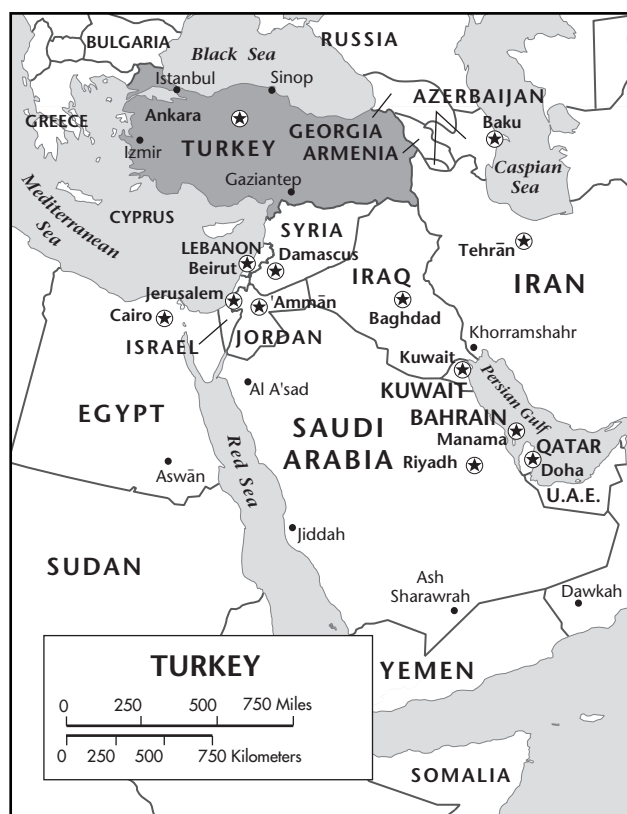 BULGARIA
Black Sea
RUSSIA
Istanbul
Sinop
AZERBAIJAN
Ankara
GREECE
GEORGIA
Baku
TURKEY
ARMENIA
Izmir
Caspian
Sea
Gaziantep
Mediterranean
Sea
CYPRUS
SYRIA
LEBANON
Damascus
Tehrān
Beirut
IRAQ
IRAN
Jerusalem
'Ammān
Cairo
Baghdad
ISRAEL
JORDAN
Khorramshahr
Kuwait
Al A'sad
KUWAIT
Persian Gulf
EGYPT
SAUDI
ARABIA
BAHRAIN
Manama
QATAR
Riyadh
Doha
Red Sea
Aswān
U.A.E.
Jiddah
SUDAN
Ash
Sharawrah
Dawkah
YEMEN
TURKEY
0 250 500 750 Miles
0 250 500 750 Kilometers
SOMALIA